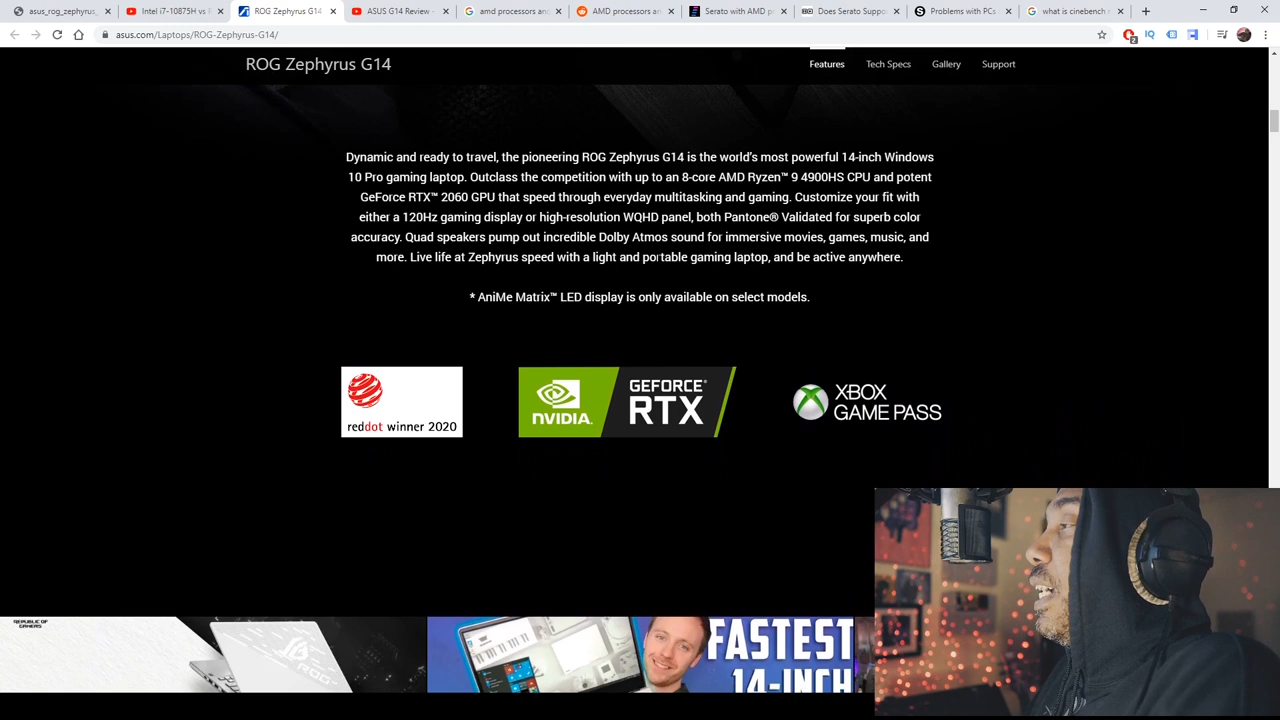 asus_rog_zephyrus_
Intel i7-10875H vs R
ROG Zephyrus G14
ASUS G14 Review -
amd processors and
AMD processors an
Serato with AMD p
Does Serato Suppo
Problems with PCs
what is cinebench r
asus.com/Laptops/ROG-Zephyrus-G14/
2
ROG Zephyrus G14
Features
Tech Specs
Gallery
Support
Dynamic and ready to travel, the pioneering ROG Zephyrus G14 is the world's most powerful 14-inch Windows
10 Pro gaming laptop. Outclass the competition with up to an 8-core AMD Ryzen™ 9 4900HS CPU and potent
GeForce RTX™ 2060 GPU that speed through everyday multitasking and gaming. Customize your fit with
either a 120Hz gaming display or high-resolution WQHD panel, both Pantone® Validated for superb color
accuracy. Quad speakers pump out incredible Dolby Atmos sound for immersive movies, games, music, and
more. Live life at Zephyrus speed with a light and portable gaming laptop, and be active anywhere.
* AniMe Matrix™ LED display is only available on select models.
reddot winner 2020
NVIDIA.
GEFORCE®
RTX
XBOX
GAME PASS
REPUBLIC OF
GAMERS
FASTEST
14-INCH